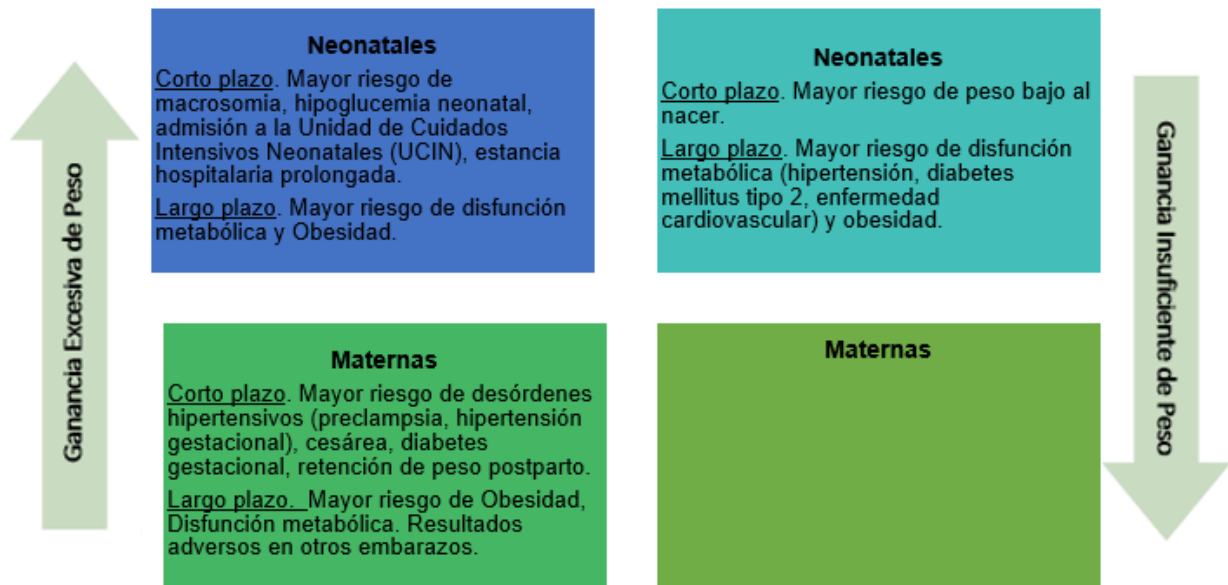 Ganancia Excesiva de Peso
Neonatales
Corto plazo. Mayor riesgo de
macrosomia, hipoglucemia neonatal,
admisión a la Unidad de Cuidados
Intensivos Neonatales (UCIN), estancia
hospitalaria prolongada.
Largo plazo. Mayor riesgo de disfunción
metabólica y Obesidad.
Neonatales
Corto plazo. Mayor riesgo de peso bajo al
nacer.
Largo plazo. Mayor riesgo de disfunción
metabólica (hipertensión, diabetes
mellitus tipo 2, enfermedad
cardiovascular) y obesidad.
Ganancia Insuficiente de Peso
Maternas
Corto plazo. Mayor riesgo de desórdenes
hipertensivos (preclampsia, hipertensión
gestacional), cesárea, diabetes
gestacional, retención de peso postparto.
Largo plazo. Mayor riesgo de Obesidad,
Disfunción metabólica. Resultados
adversos en otros embarazos.
Maternas